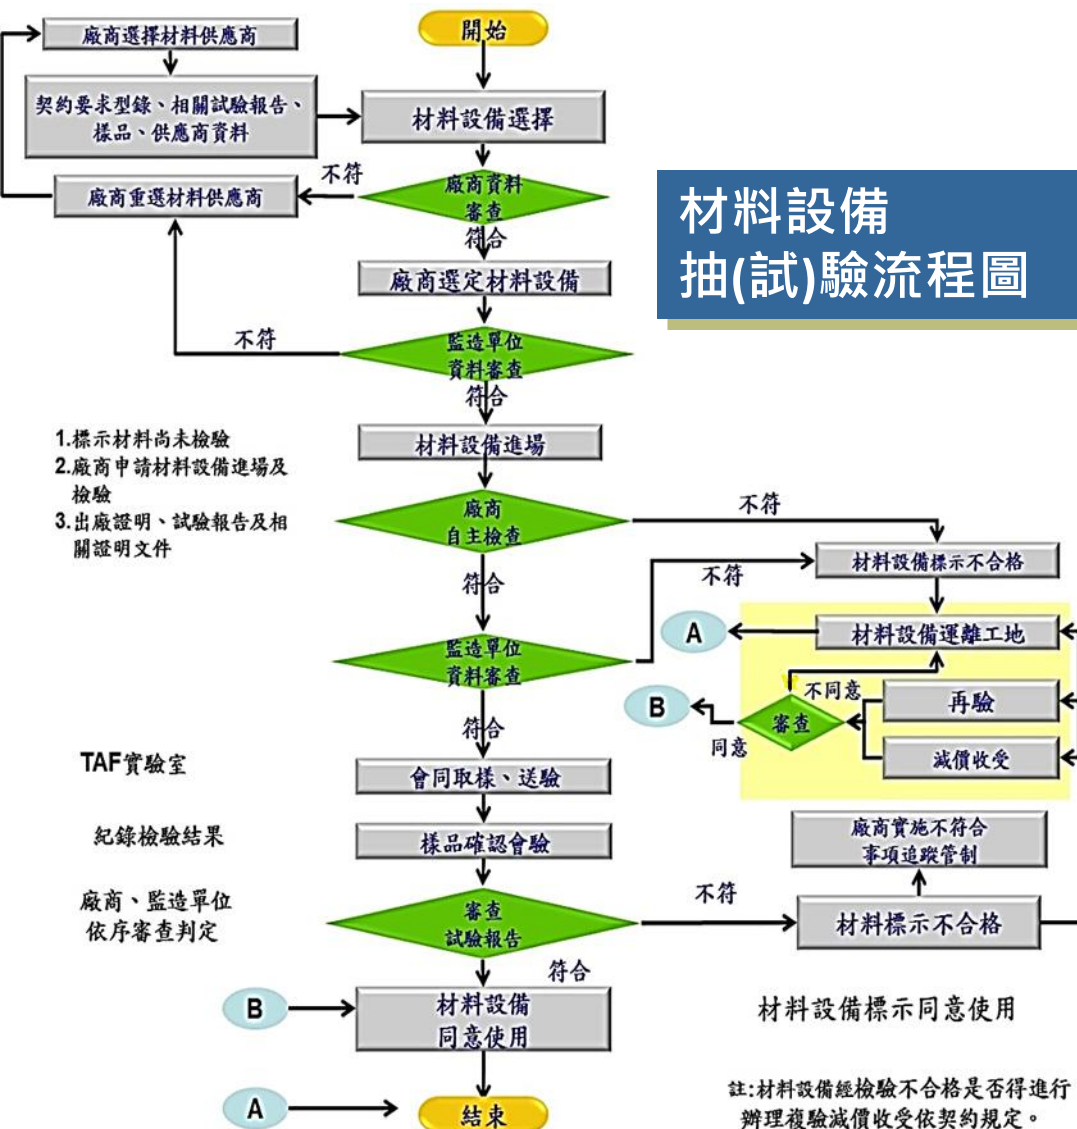 開始
廠商選擇材料供應商
契約要求型錄、相關試驗報告、
樣品、供應商資料
材料設備選擇
不符
廠商重選材料供應商
廠商資料
審查
符合
材料設備
抽(試)驗流程圖
廠商選定材料設備
不符
監造單位
資料審查
符合
1.標示材料尚未檢驗
2.廠商申請材料設備進場及
檢驗
3.出廠證明、試驗報告及相
關證明文件
材料設備進場
廠商
自主檢查
不符
符合
材料設備標示不合格
不符
A
材料設備運離工地
監造單位
資料審查
不同意
再驗
B
審查
同意
減價收受
符合
TAF實驗室
會同取樣、送驗
紀錄檢驗結果
樣品確認會驗
廠商實施不符合
事項追蹤管制
廠商、監造單位
依序審查判定
審查
試驗報告
不符
材料標示不合格
符合
B
材料設備
同意使用
材料設備標示同意使用
A
結束
註:材料設備經檢驗不合格是否得進行
辦理複驗減價收受依契約規定。